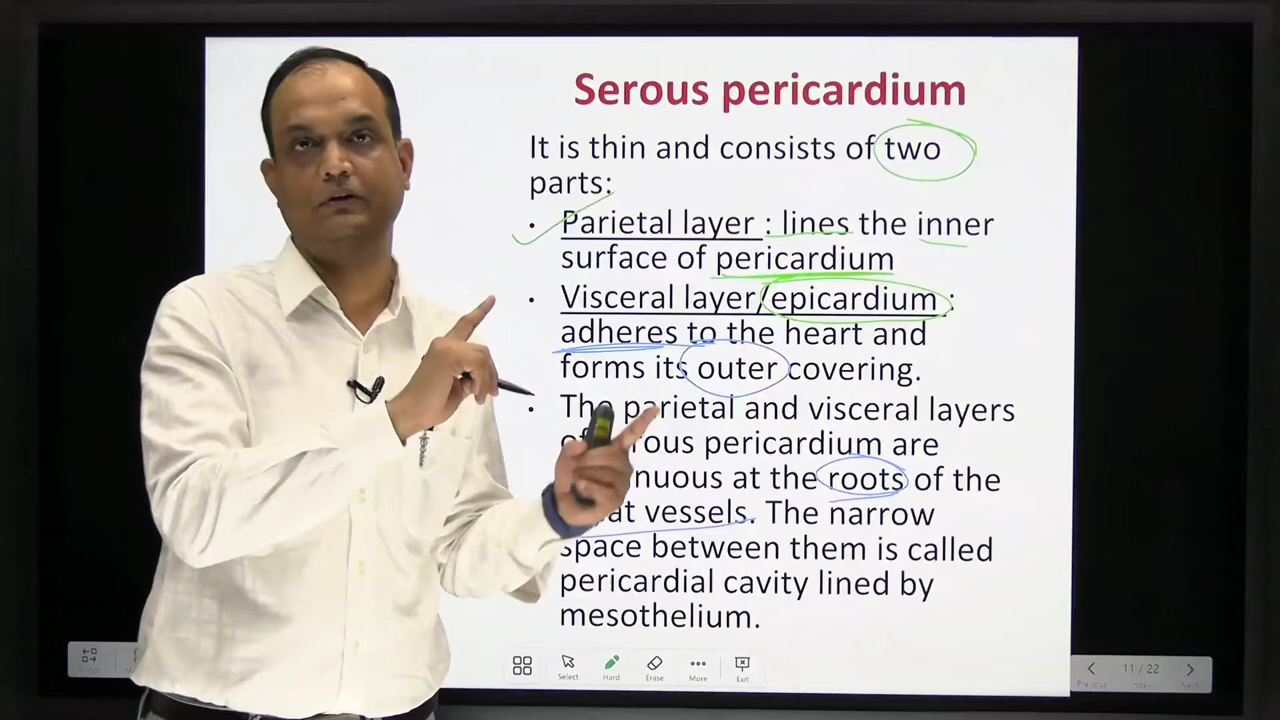 Serous pericardium
It is thin and consists of two
parts:
• Parietal layer : lines the inner
surface of pericardium
• Visceral layer/epicardium :
adheres to the heart and
forms its outer covering.
• The parietal and visceral layers
serous pericardium are
nuous at the roots of the
vessels. The narrow
space between them is called
pericardial cavity lined by
mesothelium.
Select Hard Erase More Exit
Previous 11 / 22